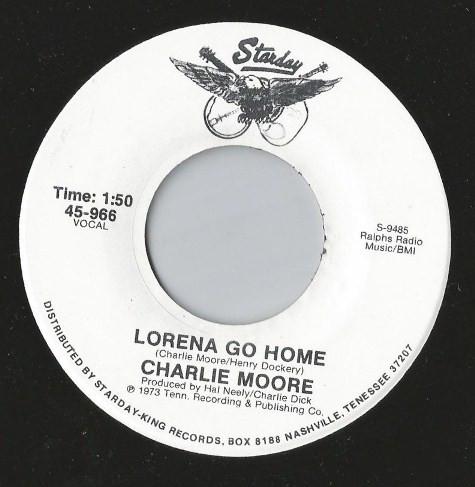 Starday
Time: 1:50
45-966
VOCAL
S-9485
Ralphs Radio
Music/BMI
LORENA GO HOME
(Charlie Moore/Henry Dockery)
CHARLIE MOORE
Produced by Hal Neely/Charlie Dick
℗ 1973 Tenn. Recording & Publishing Co.
DISTRIBUTED BY STARDAY-KING RECORDS, BOX 8188 NASHVILLE, TENNESSEE 37207